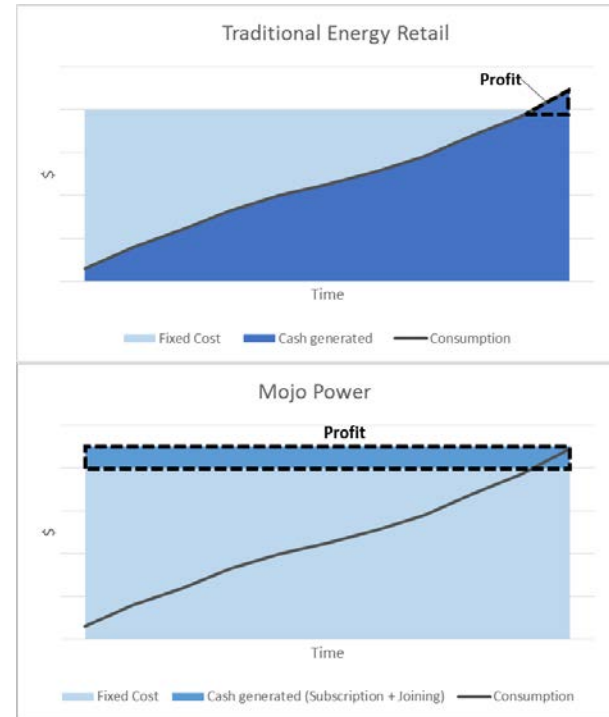 Traditional Energy Retail
Profit
$
Time
Fixed Cost Cash generated Consumption
Mojo Power
Profit
$
Time
Fixed Cost Cash generated (Subscription + Joining) Consumption